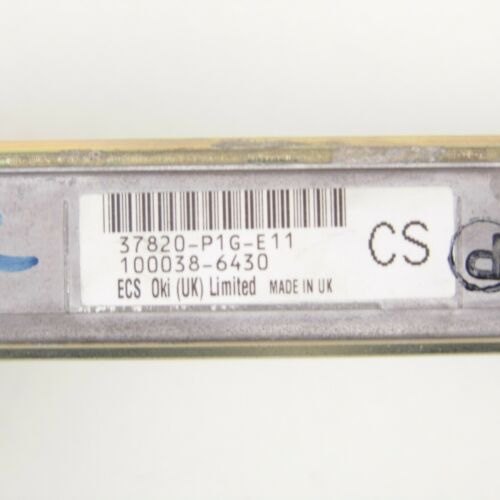 37820-P1G-E11
100038-6430
ECS Oki (UK) Limited MADE IN UK
CS